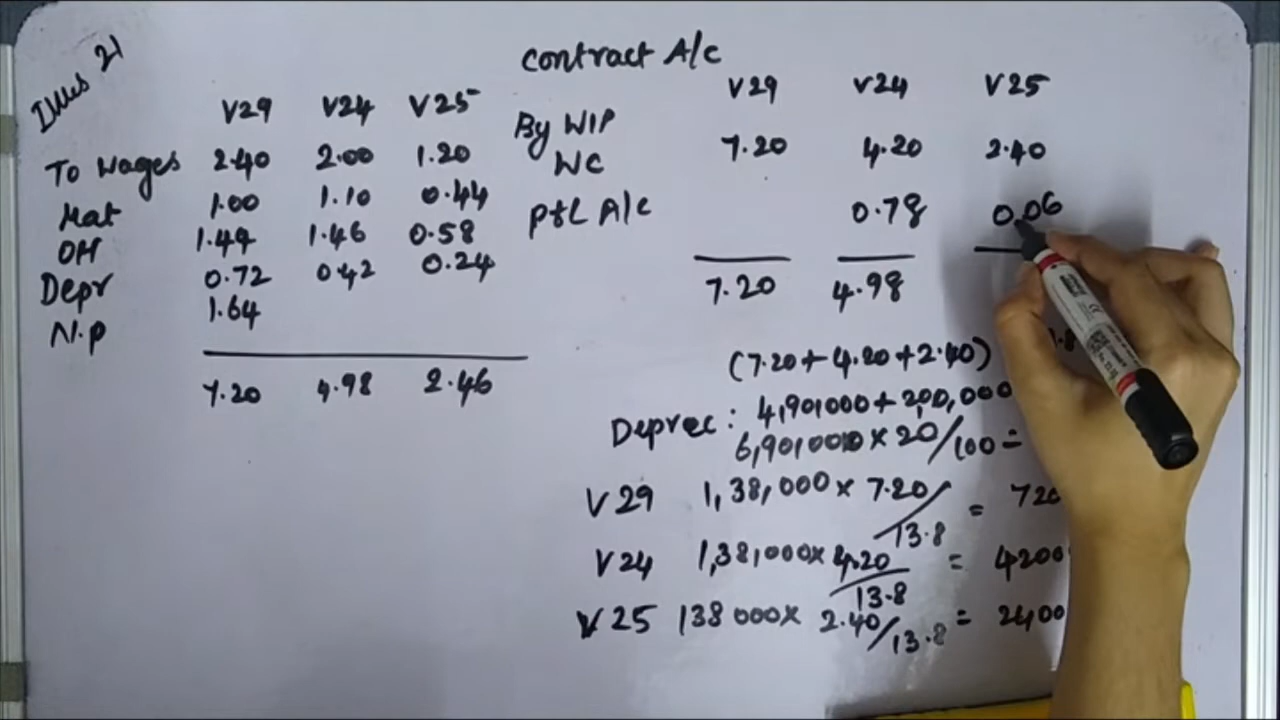 Illus 21
Contract A/c
V29 V24 V25
To Wages 2.40 2.00 1.20
Mat 1.00 1.10 0.44
OH 1.44 1.46 0.58
Depr 0.72 0.42 0.24
N.p 1.64
7.20 4.98 2.46
V29 V24 V25
By WIP
WC 7.20 4.20 2.40
P&L A/c 0.78 0.06
7.20 4.98
(7.20+4.20+2.40)
Deprec: 4,90,000+200,000
6,90,000×20/100=
V29 1,38,000×7.20/13.8 = 720
V24 1,38,000×4.20/13.8 = 4200
V25 138000×2.40/13.8 = 2400